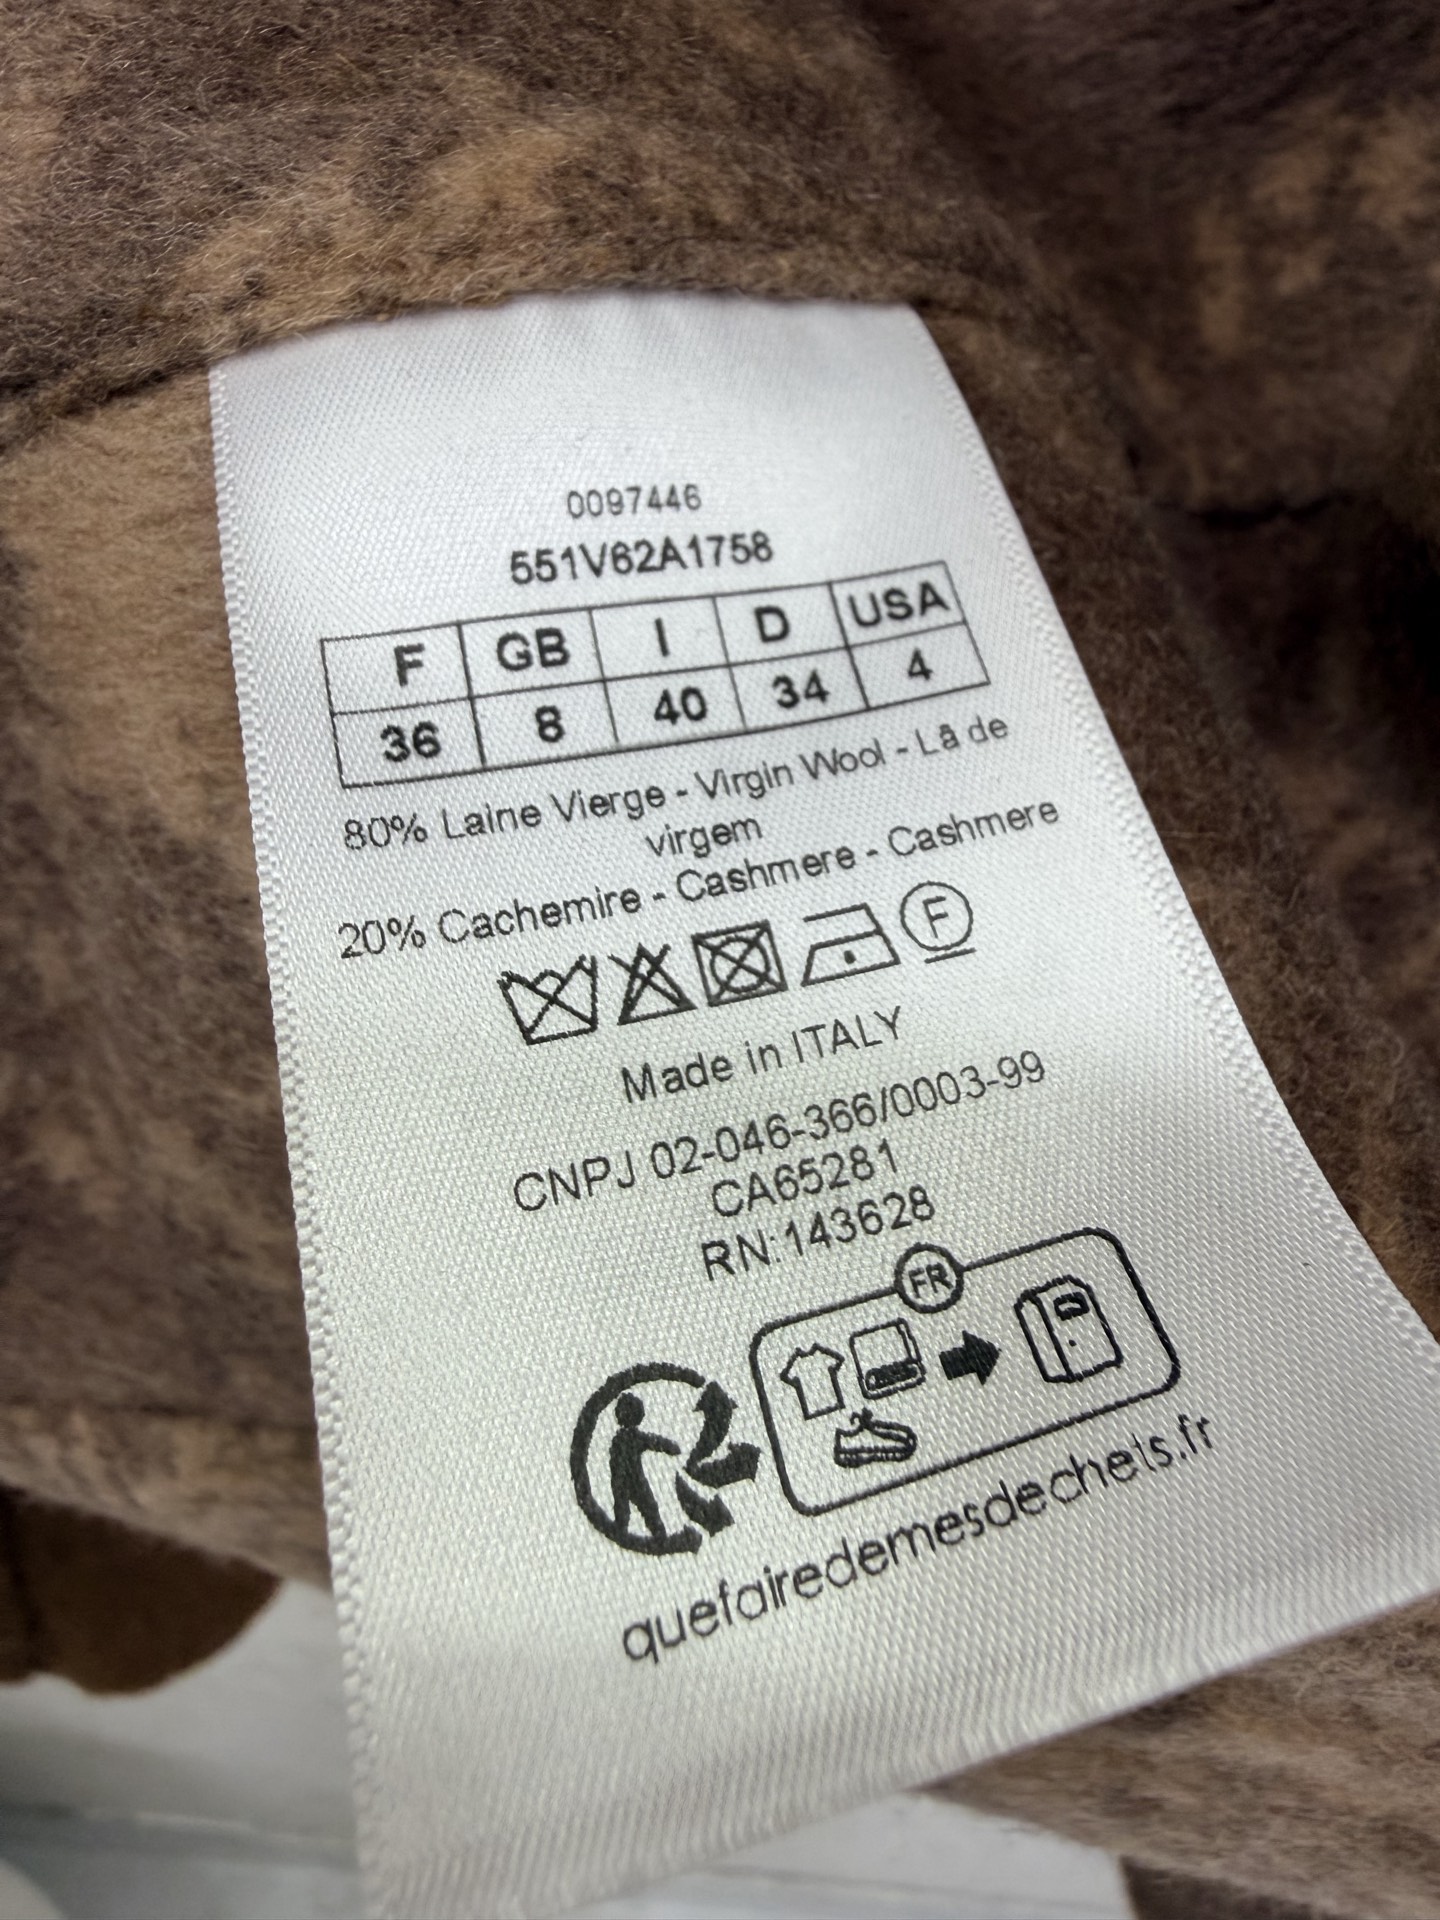 0097446
551V62A1758
F GB I D USA
36 8 40 34 4
80% Laine Vierge - Virgin Wool - Lã de
virgem
20% Cachemire - Cashmere - Cashmere
F
Made in ITALY
CNPJ 02-046-366/0003-99
CA65281
RN:143628
FR
quefairedemesdechets.fr